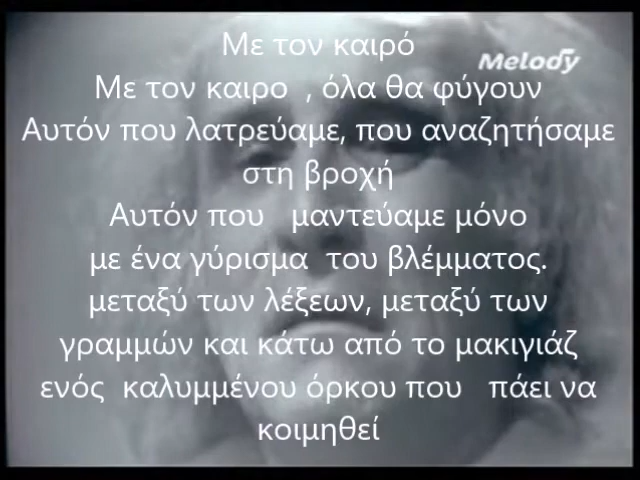 Με τον καιρό
Melody
Με τον καιρο , όλα θα φύγουν
Αυτόν που λατρεύαμε, που αναζητήσαμε
στη βροχή
Αυτόν που μαντεύαμε μόνο
με ένα γύρισμα του βλέμματος.
μεταξύ των λέξεων, μεταξύ των
γραμμών και κάτω από το μακιγιάζ
ενός καλυμμένου όρκου που πάει να
κοιμηθεί